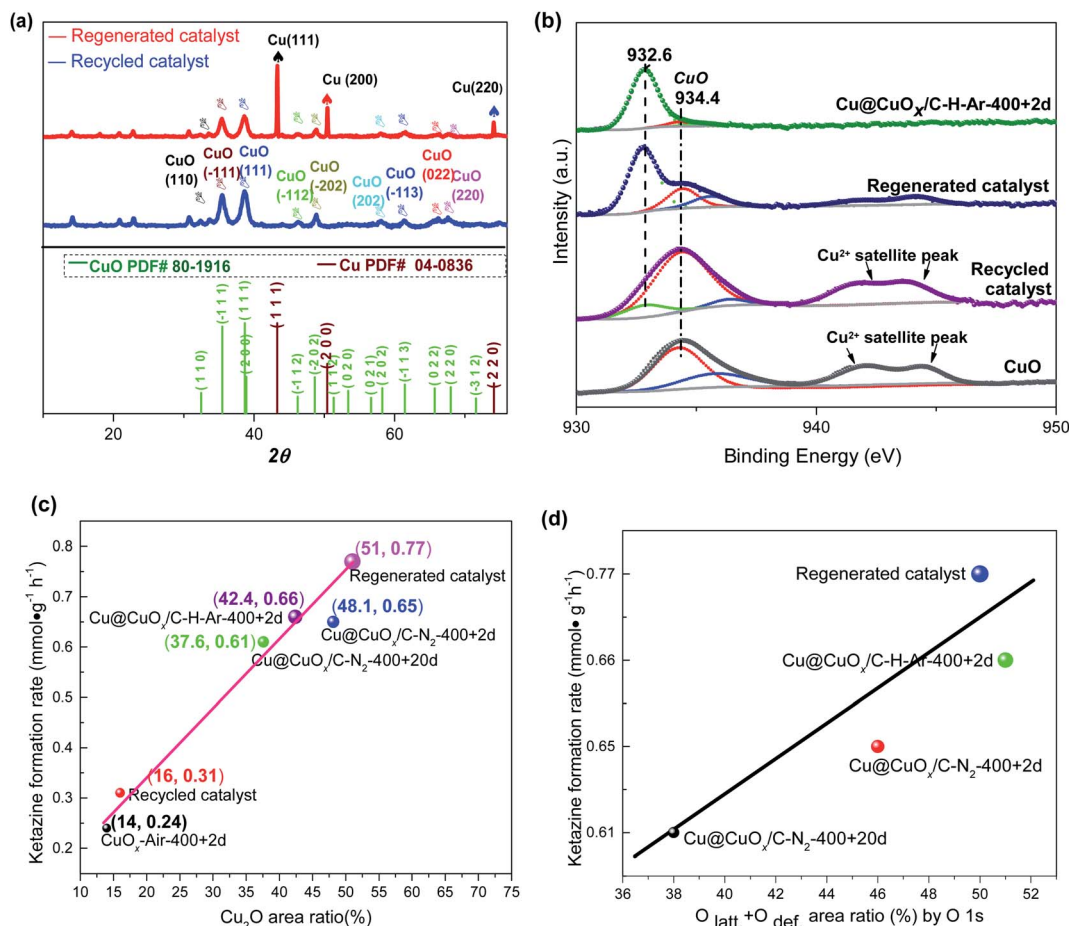 (a)
Regenerated catalyst
Recycled catalyst
Cu(111)
Cu (200)
Cu(220)
CuO
(110)
CuO
(-111)
CuO
(111)
CuO
(-112)
CuO
(-202)
CuO
(202)
CuO
(-113)
CuO
(022)
CuO
(220)
CuO PDF# 80-1916
Cu PDF# 04-0836
(1 1 0)
(-1 1 1)
(1 1 1)
(-2 0 0)
(1 1 1)
(-1 1 2)
(-2 0 2)
(2 0 0)
(1 1 2)
(0 2 0)
(0 2 1)
(2 0 2)
(-1 1 3)
(0 2 2)
(2 2 0)
(-3 1 2)
(2 2 0)
20
40
60
2θ
(b)
932.6
CuO
934.4
Cu@CuOx/C-H-Ar-400+2d
Regenerated catalyst
Cu2+ satellite peak
Recycled
catalyst
Cu2+ satellite peak
CuO
Intensity (a.u.)
930
940
950
Binding Energy (eV)
(c)
Ketazine formation rate (mmol•g-1 h-1)
0.8
0.7
0.6
0.5
0.4
0.3
0.2
(51, 0.77)
Regenerated catalyst
(42.4, 0.66)
Cu@CuOx/C-H-Ar-400+2d
(48.1, 0.65)
Cu@CuOx/C-N2-400+2d
(37.6, 0.61)
Cu@CuOx/C-N2-400+20d
(16, 0.31)
Recycled catalyst
(14, 0.24)
CuOx-Air-400+2d
10 15 20 25 30 35 40 45 50 55 60 65 70 75
Cu2O area ratio(%)
(d)
Ketazine formation rate (mmol• g-1h-1)
0.77
0.66
0.65
0.61
Regenerated catalyst
Cu@CuOx/C-H-Ar-400+2d
Cu@CuOx/C-N2-400+2d
Cu@CuOx/C-N2-400+20d
36 38 40 42 44 46 48 50 52
O latt +O def area ratio (%) by O 1s